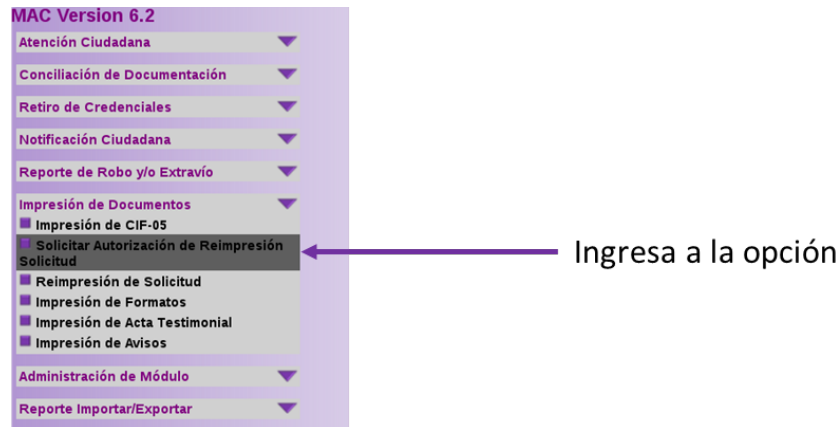 MAC Version 6.2
Atención Ciudadana
Conciliación de Documentación
Retiro de Credenciales
Notificación Ciudadana
Reporte de Robo y/o Extravío
Impresión de Documentos
Impresión de CIF-05
Solicitar Autorización de Reimpresión
Solicitud
Ingresa a la opción
Reimpresión de Solicitud
Impresión de Formatos
Impresión de Acta Testimonial
Impresión de Avisos
Administración de Módulo
Reporte Importar/Exportar